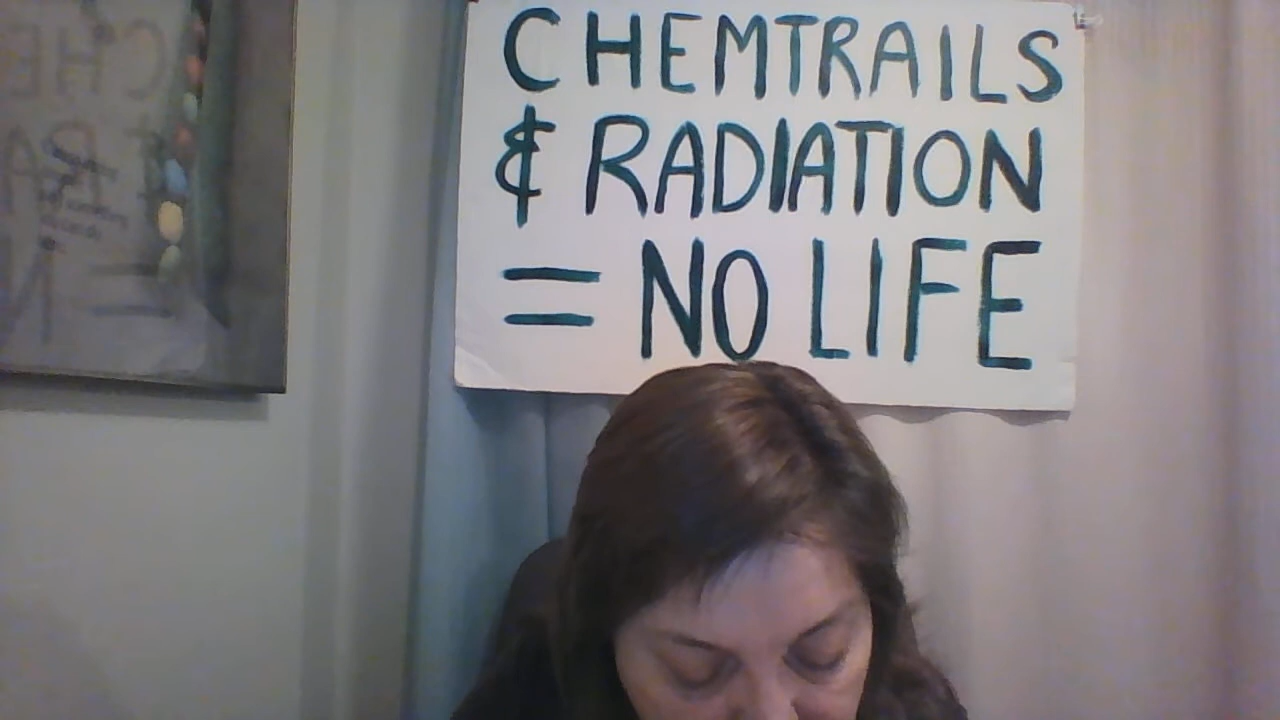 CHEMTRAILS
& RADIATION
= NO LIFE